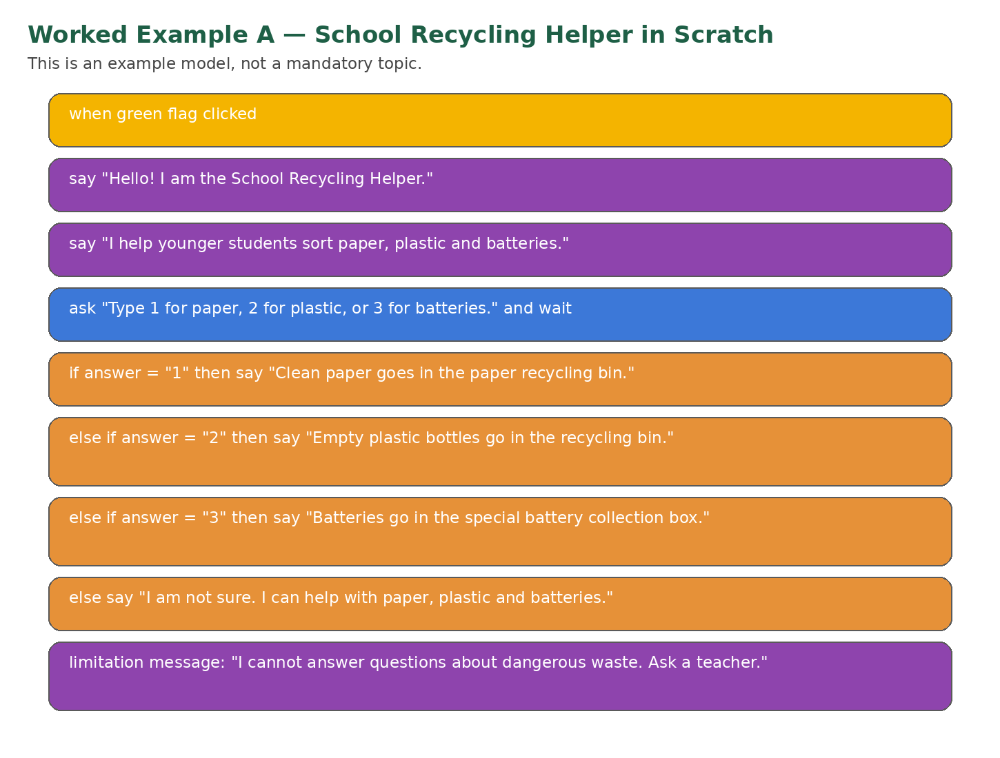 Worked Example A — School Recycling Helper in Scratch
This is an example model, not a mandatory topic.
when green flag clicked
say "Hello! I am the School Recycling Helper."
say "I help younger students sort paper, plastic and batteries."
ask "Type 1 for paper, 2 for plastic, or 3 for batteries." and wait
if answer = "1" then say "Clean paper goes in the paper recycling bin."
else if answer = "2" then say "Empty plastic bottles go in the recycling bin."
else if answer = "3" then say "Batteries go in the special battery collection box."
else say "I am not sure. I can help with paper, plastic and batteries."
limitation message: "I cannot answer questions about dangerous waste. Ask a teacher."